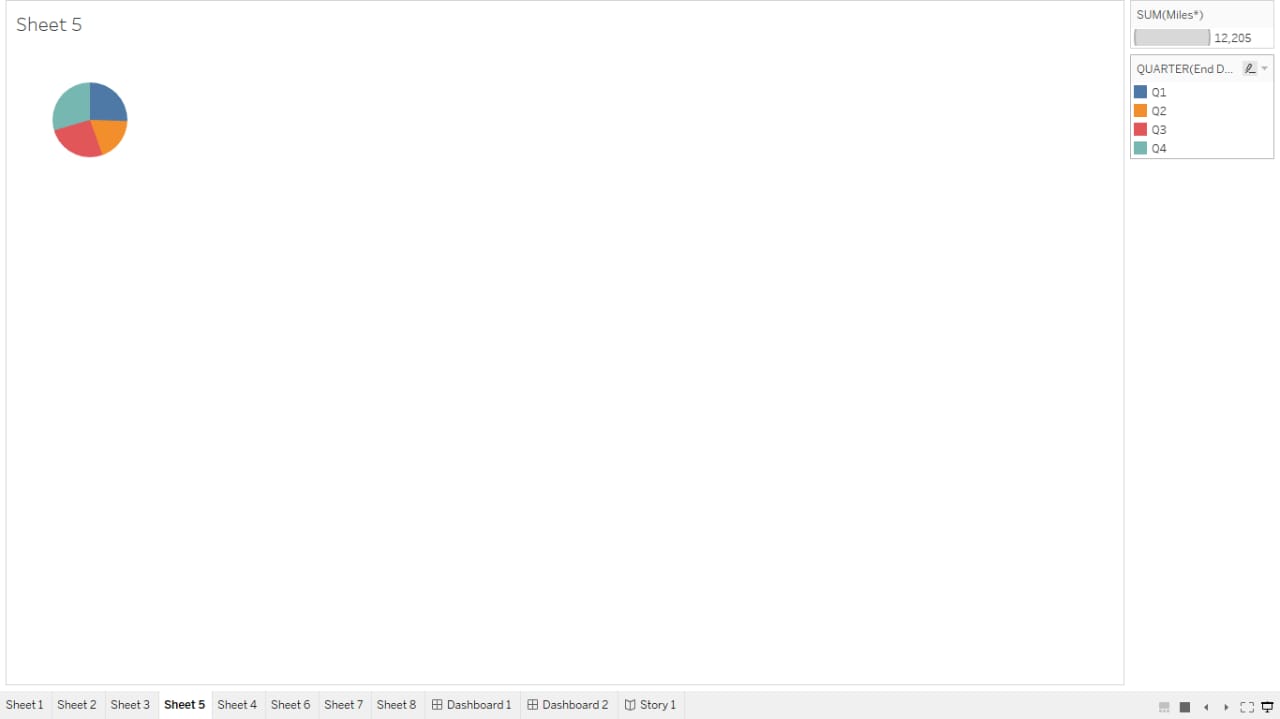 Sheet 5
SUM(Miles*)
12,205
QUARTER(End D...
Q1
Q2
Q3
Q4
Sheet 1
Sheet 2
Sheet 3
Sheet 5
Sheet 4
Sheet 6
Sheet 7
Sheet 8
Dashboard 1
Dashboard 2
Story 1